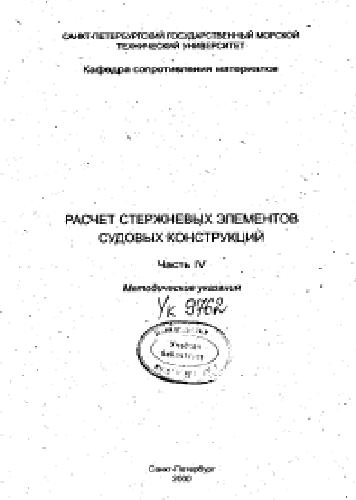 САНКТ-ПЕТЕРБУРГСКИЙ ГОСУДАРСТВЕННЫЙ МОРСКОЙ
ТЕХНИЧЕСКИЙ УНИВЕРСИТЕТ
Кафедра сопротивления материалов
РАСЧЕТ СТЕРЖНЕВЫХ ЭЛЕМЕНТОВ
СУДОВЫХ КОНСТРУКЦИЙ
Часть IV
Методические указания
Ук 9762
Учебная
библиотека
Санкт-Петербург
2000